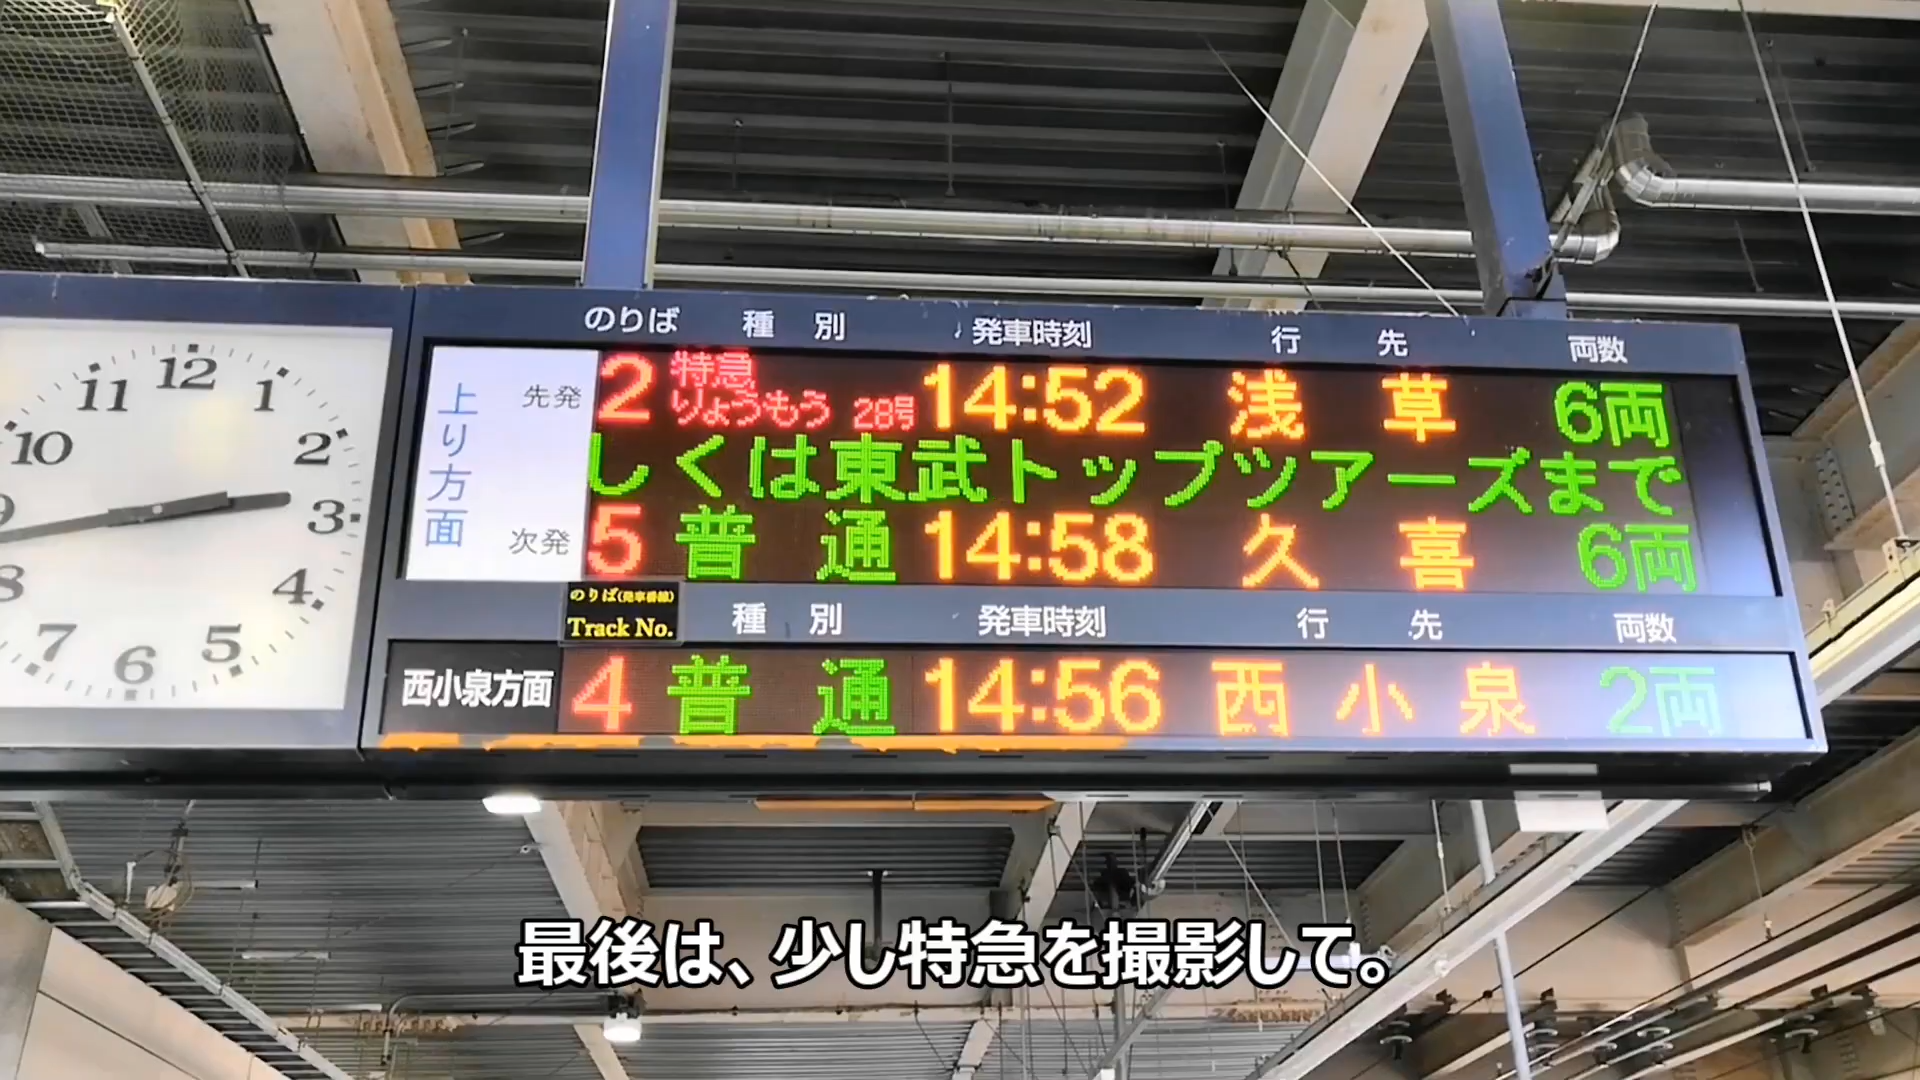 12
11 1
10 2
9 3
8 4
7 6 5
のりば 種別 発車時刻 行先 両数
上り方面
先発 2 特急 りょうもう 28号 14:52 浅草 6両
しくは東武トップツアーズまで
次発 5 普通 14:58 久喜 6両
のりば(発車番線)
Track No.
種別 発車時刻 行先 両数
西小泉方面 4 普通 14:56 西小泉 2両
最後は、少し特急を撮影して。